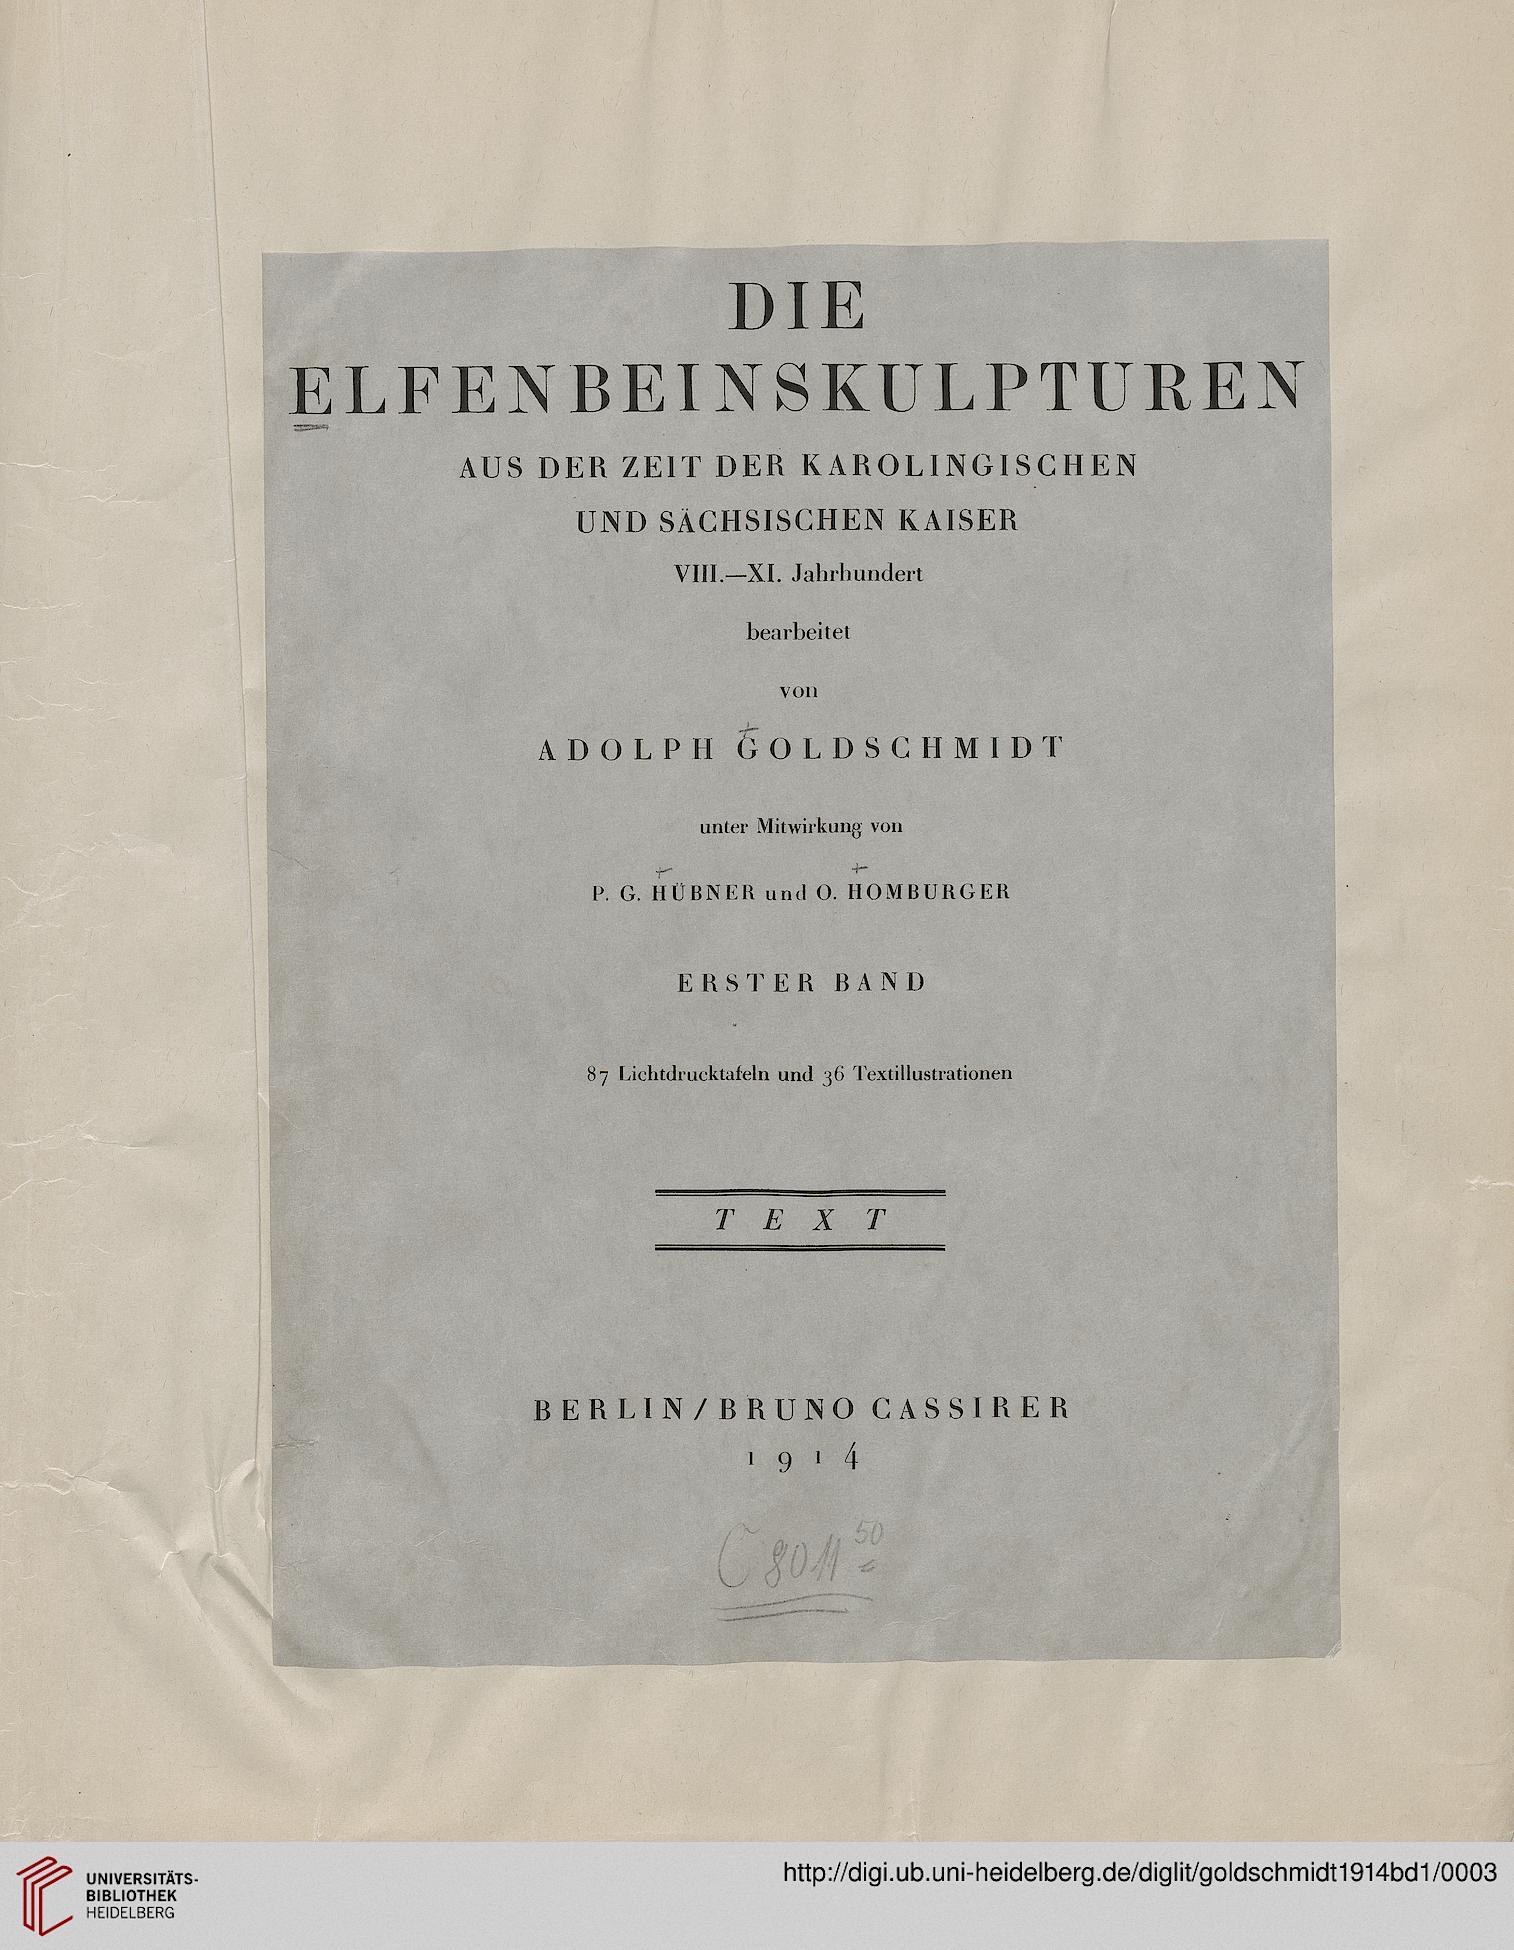 DIE
ELFENBEINSKULPTUREN
AUS DER ZEIT DER KAROLINGISCHEN
UND SÄCHSISCHEN KAISER
VIII.—XI. Jahrhundert
bearbeitet
von
ADOLPH GOLDSCHMIDT
unter Mitwirkung von
P. G. HÜBNER und O. HOMBURGER
ERSTER BAND
87 Lichtdrucktafeln und 36 Textillustrationen
TEXT
BERLIN/BRUNO CASSIRER
1914
UNIVERSITÄTS-
BIBLIOTHEK
HEIDELBERG
http://digi.ub.uni-heidelberg.de/diglit/goldschmidt1914bd1/0003